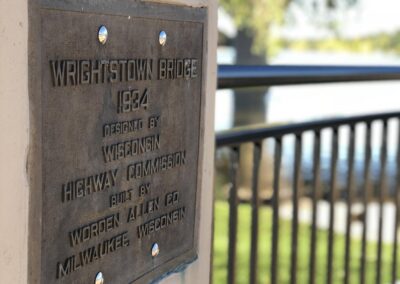 WRIGHTSTOWN BRIDGE
1934
DESIGNED BY
WISCONSIN
HIGHWAY COMMISSION
BUILT BY
WORDEN ALLEN CO
MILWAUKEE, WISCONSIN